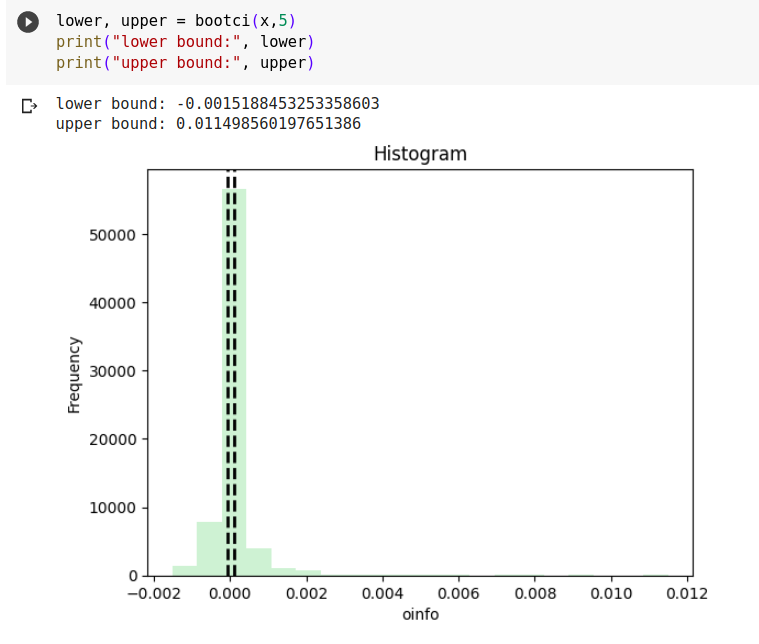 lower, upper = bootci(x,5)
print("lower bound:", lower)
print("upper bound:", upper)
lower bound: -0.0015188453253358603
upper bound: 0.011498560197651386
Histogram
50000
40000
30000
20000
10000
0
Frequency
−0.002 0.000 0.002 0.004 0.006 0.008 0.010 0.012
oinfo